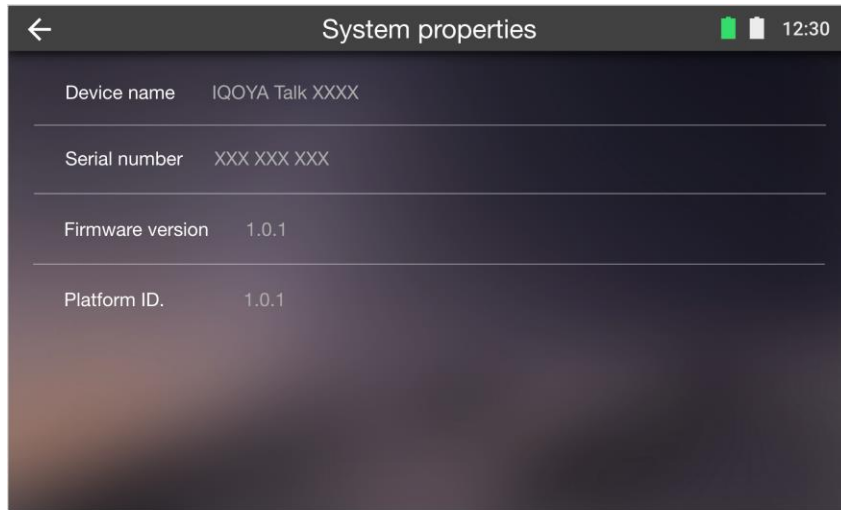 System properties 12:30
Device name IQOYA Talk XXXX
Serial number XXX XXX XXX
Firmware version 1.0.1
Platform ID. 1.0.1